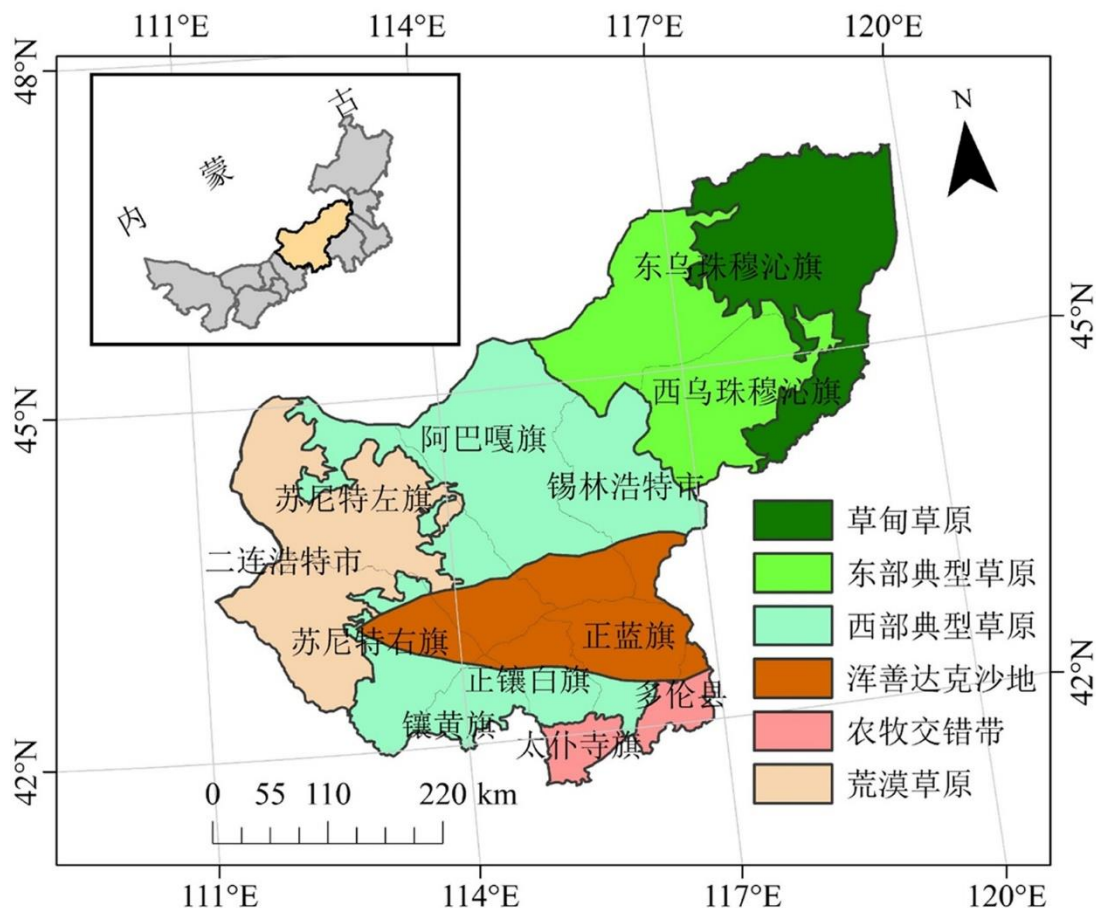 111°E 114°E 117°E 120°E
48°N
古
N
蒙
内
东乌珠穆沁旗
45°N
西乌珠穆沁旗
45°N
阿巴嘎旗
锡林浩特市
苏尼特左旗
草甸草原
二连浩特市
东部典型草原
西部典型草原
苏尼特右旗
正蓝旗
浑善达克沙地
42°N
正镶白旗
多伦县
镶黄旗
农牧交错带
太仆寺旗
42°N
荒漠草原
0 55 110 220 km
111°E 114°E 117°E 120°E